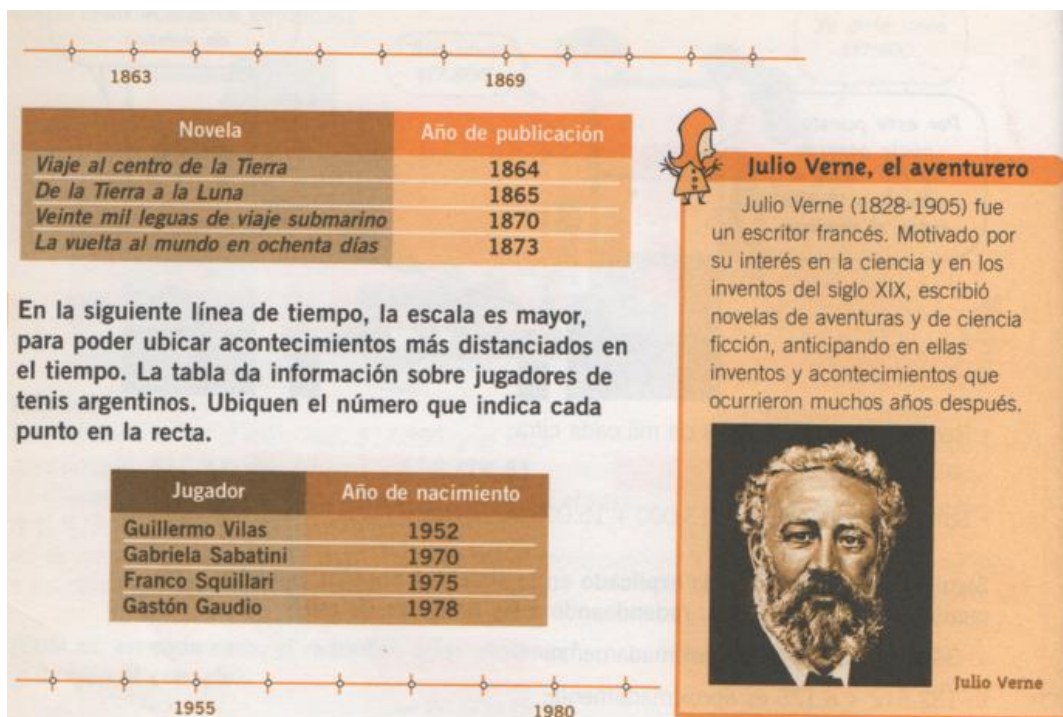 1863 1869
Novela Año de publicación
Viaje al centro de la Tierra 1864
De la Tierra a la Luna 1865
Veinte mil leguas de viaje submarino 1870
La vuelta al mundo en ochenta días 1873
En la siguiente línea de tiempo, la escala es mayor,
para poder ubicar acontecimientos más distanciados en
el tiempo. La tabla da información sobre jugadores de
tenis argentinos. Ubiquen el número que indica cada
punto en la recta.
Jugador Año de nacimiento
Guillermo Vilas 1952
Gabriela Sabatini 1970
Franco Squillari 1975
Gastón Gaudio 1978
1955 1980
Julio Verne, el aventurero
Julio Verne (1828-1905) fue
un escritor francés. Motivado por
su interés en la ciencia y en los
inventos del siglo XIX, escribió
novelas de aventuras y de ciencia
ficción, anticipando en ellas
inventos y acontecimientos que
ocurrieron muchos años después.
Julio Verne